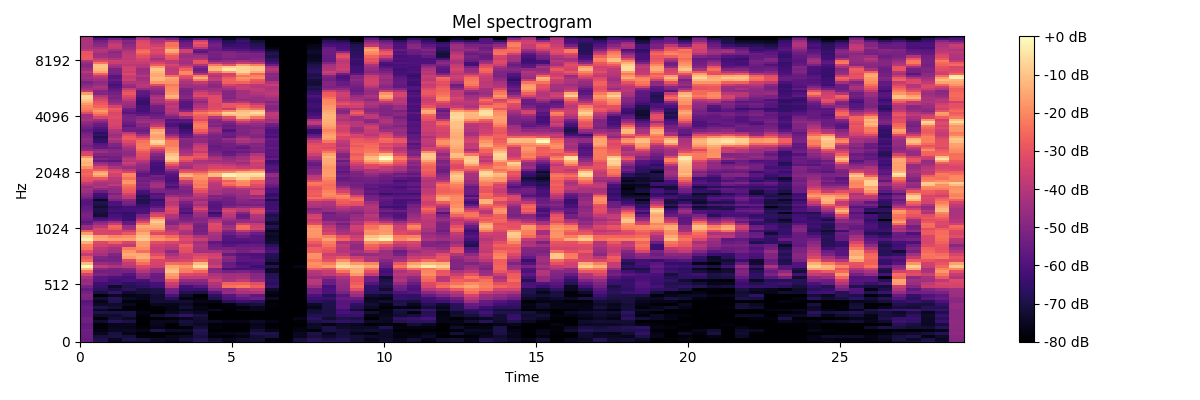 Mel spectrogram
8192
4096
2048
1024
512
0
Hz
0 5 10 15 20 25
Time
+0 dB
-10 dB
-20 dB
-30 dB
-40 dB
-50 dB
-60 dB
-70 dB
-80 dB